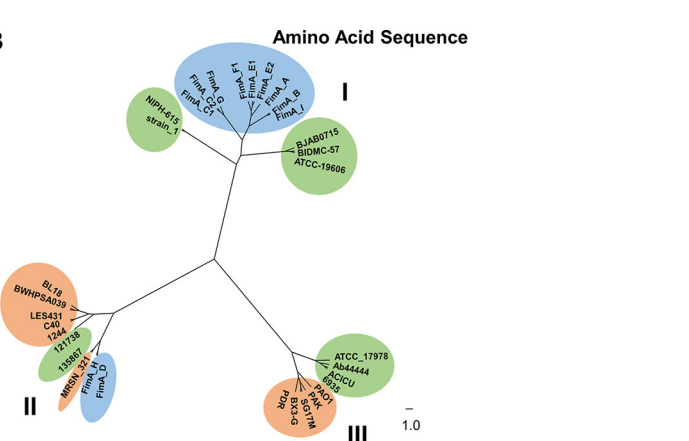 B
Amino Acid Sequence
I
FimA_C1
FimA_C2
FimA_G
FimA_F1
FimA_E1
FimA_E2
FimA_A
FimA_B
FimA_I
NIPH-615
strain_1
BJAB0715
BIDMC-57
ATCC-19606
BL18
BWHPSA039
LES431
C40
1244
121738
135867
MRSN_321
FimA_H
FimA_D
II
ATCC_17978
Ab44444
ACICU
6935
PAO1
PAK
SG17M
BX3-G
PDR
III
1.0